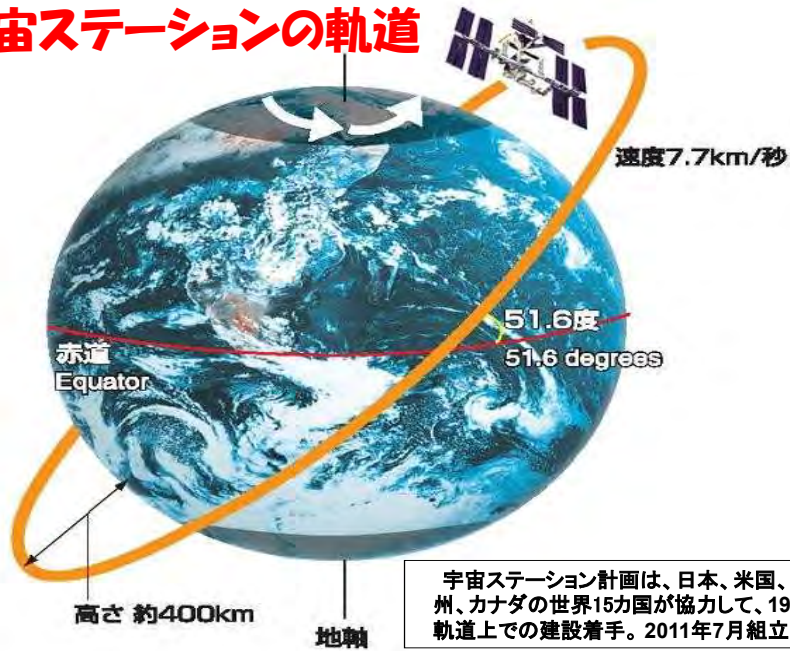 宙ステーションの軌道
速度7.7km/秒
51.6度
51.6 degrees
赤道
Equator
高さ 約400km
地軸
宇宙ステーション計画は、日本、米国、
州、カナダの世界15カ国が協力して、19
軌道上での建設着手。2011年7月組立